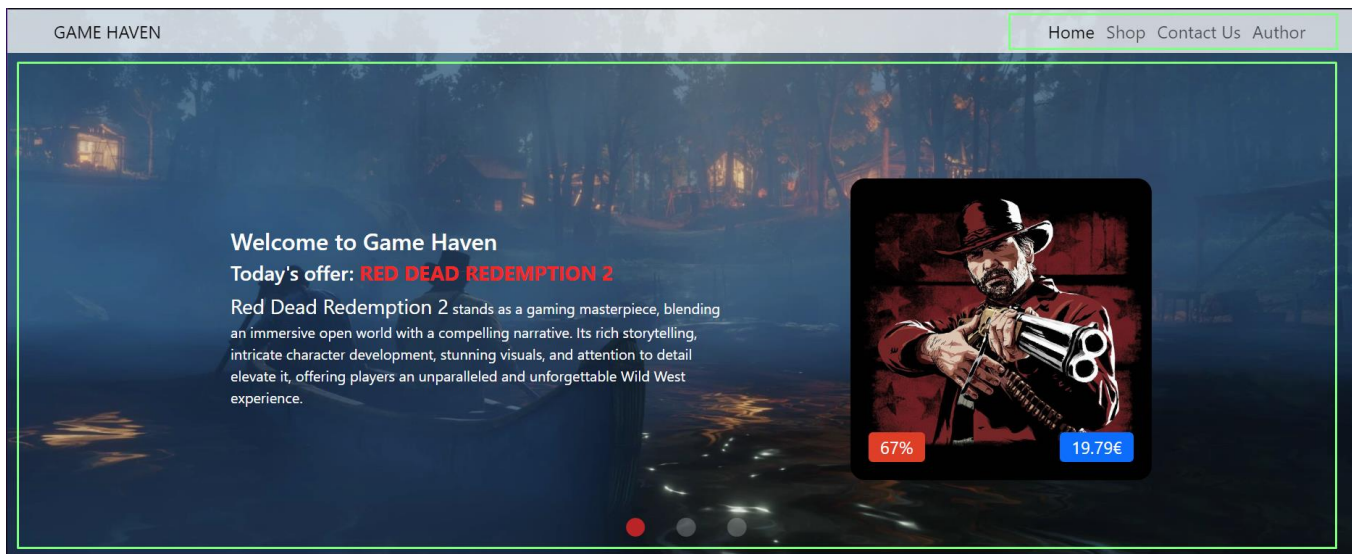 GAME HAVEN
Home Shop Contact Us Author
Welcome to Game Haven
Today's offer: RED DEAD REDEMPTION 2
Red Dead Redemption 2 stands as a gaming masterpiece, blending
an immersive open world with a compelling narrative. Its rich storytelling,
intricate character development, stunning visuals, and attention to detail
elevate it, offering players an unparalleled and unforgettable Wild West
experience.
67% 19.79€